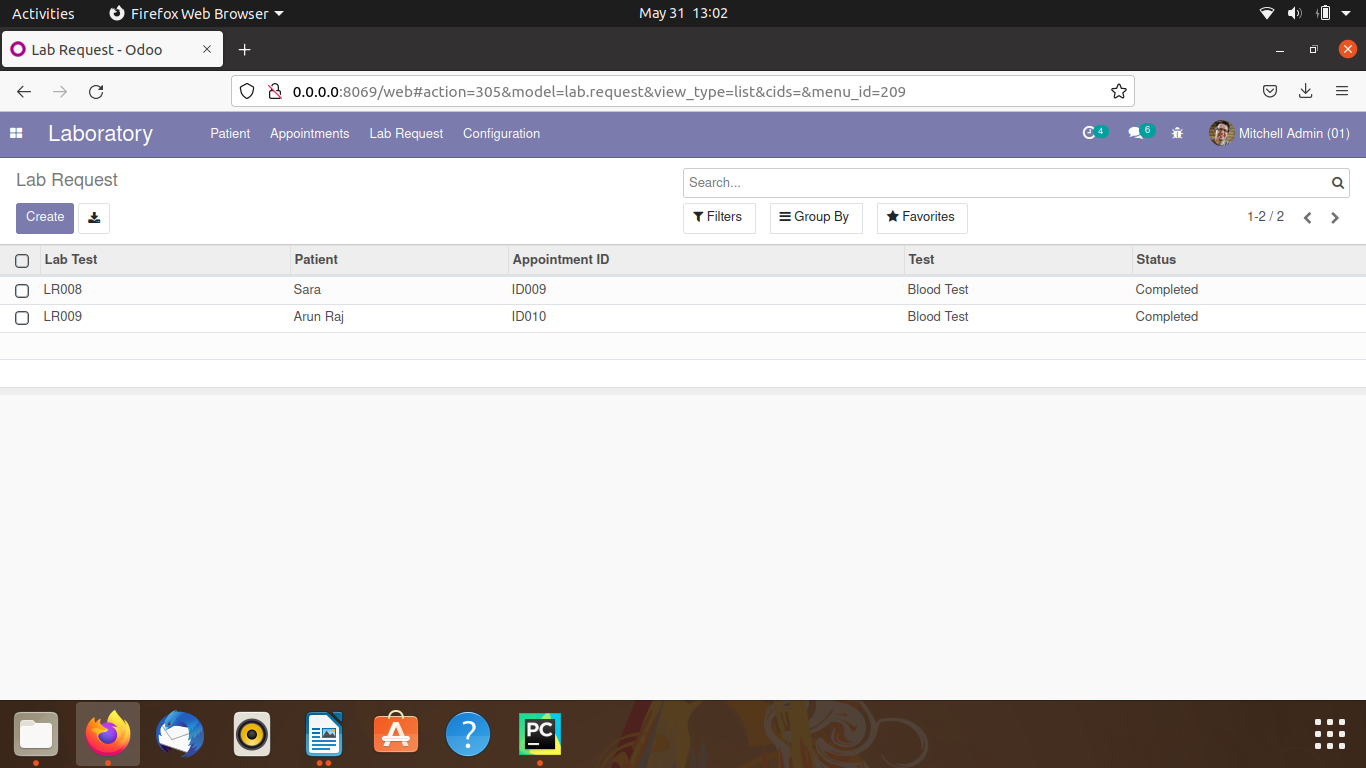 Activities Firefox Web Browser May 31 13:02
Lab Request - Odoo
0.0.0.0:8069/web#action=305&model=lab.request&view_type=list&cids=&menu_id=209
Laboratory Patient Appointments Lab Request Configuration 4 6 Mitchell Admin (01)
Lab Request Search...
Create Filters Group By Favorites 1-2 / 2
Lab Test Patient Appointment ID Test Status
LR008 Sara ID009 Blood Test Completed
LR009 Arun Raj ID010 Blood Test Completed
A ? PC